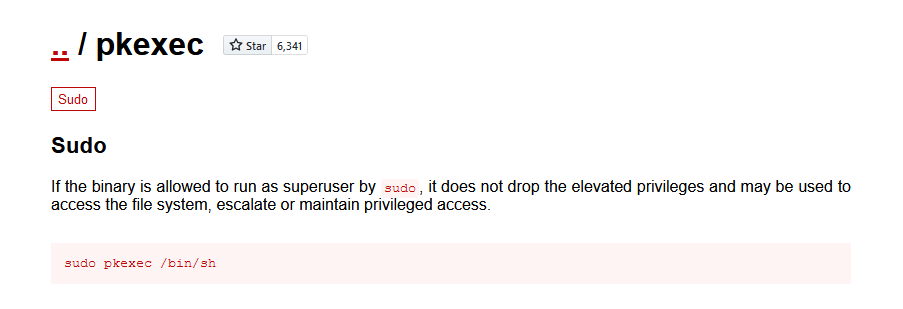 .. / pkexec Star 6,341
Sudo
Sudo
If the binary is allowed to run as superuser by sudo, it does not drop the elevated privileges and may be used to
access the file system, escalate or maintain privileged access.
sudo pkexec /bin/sh